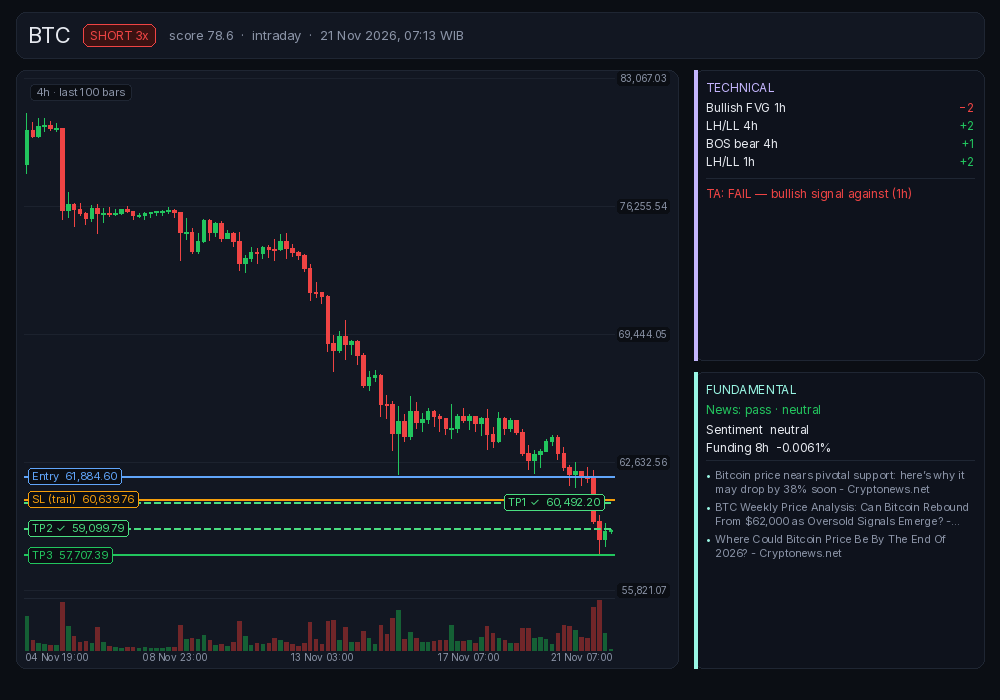 BTC SHORT 3x score 78.6 · intraday · 21 Nov 2026, 07:13 WIB
4h · last 100 bars
83,067.03
76,255.54
69,444.05
62,632.56
55,821.07
Entry 61,884.60
SL (trail) 60,639.76
TP1 ✓ 60,492.20
TP2 ✓ 59,099.79
TP3 57,707.39
04 Nov 19:00 08 Nov 23:00 13 Nov 03:00 17 Nov 07:00 21 Nov 07:00
TECHNICAL
Bullish FVG 1h −2
LH/LL 4h +2
BOS bear 4h +1
LH/LL 1h +2
TA: FAIL — bullish signal against (1h)
FUNDAMENTAL
News: pass · neutral
Sentiment neutral
Funding 8h -0.0061%
• Bitcoin price nears pivotal support: here's why it
may drop by 38% soon - Cryptonews.net
• BTC Weekly Price Analysis: Can Bitcoin Rebound
From $62,000 as Oversold Signals Emerge? -...
• Where Could Bitcoin Price Be By The End Of
2026? - Cryptonews.net